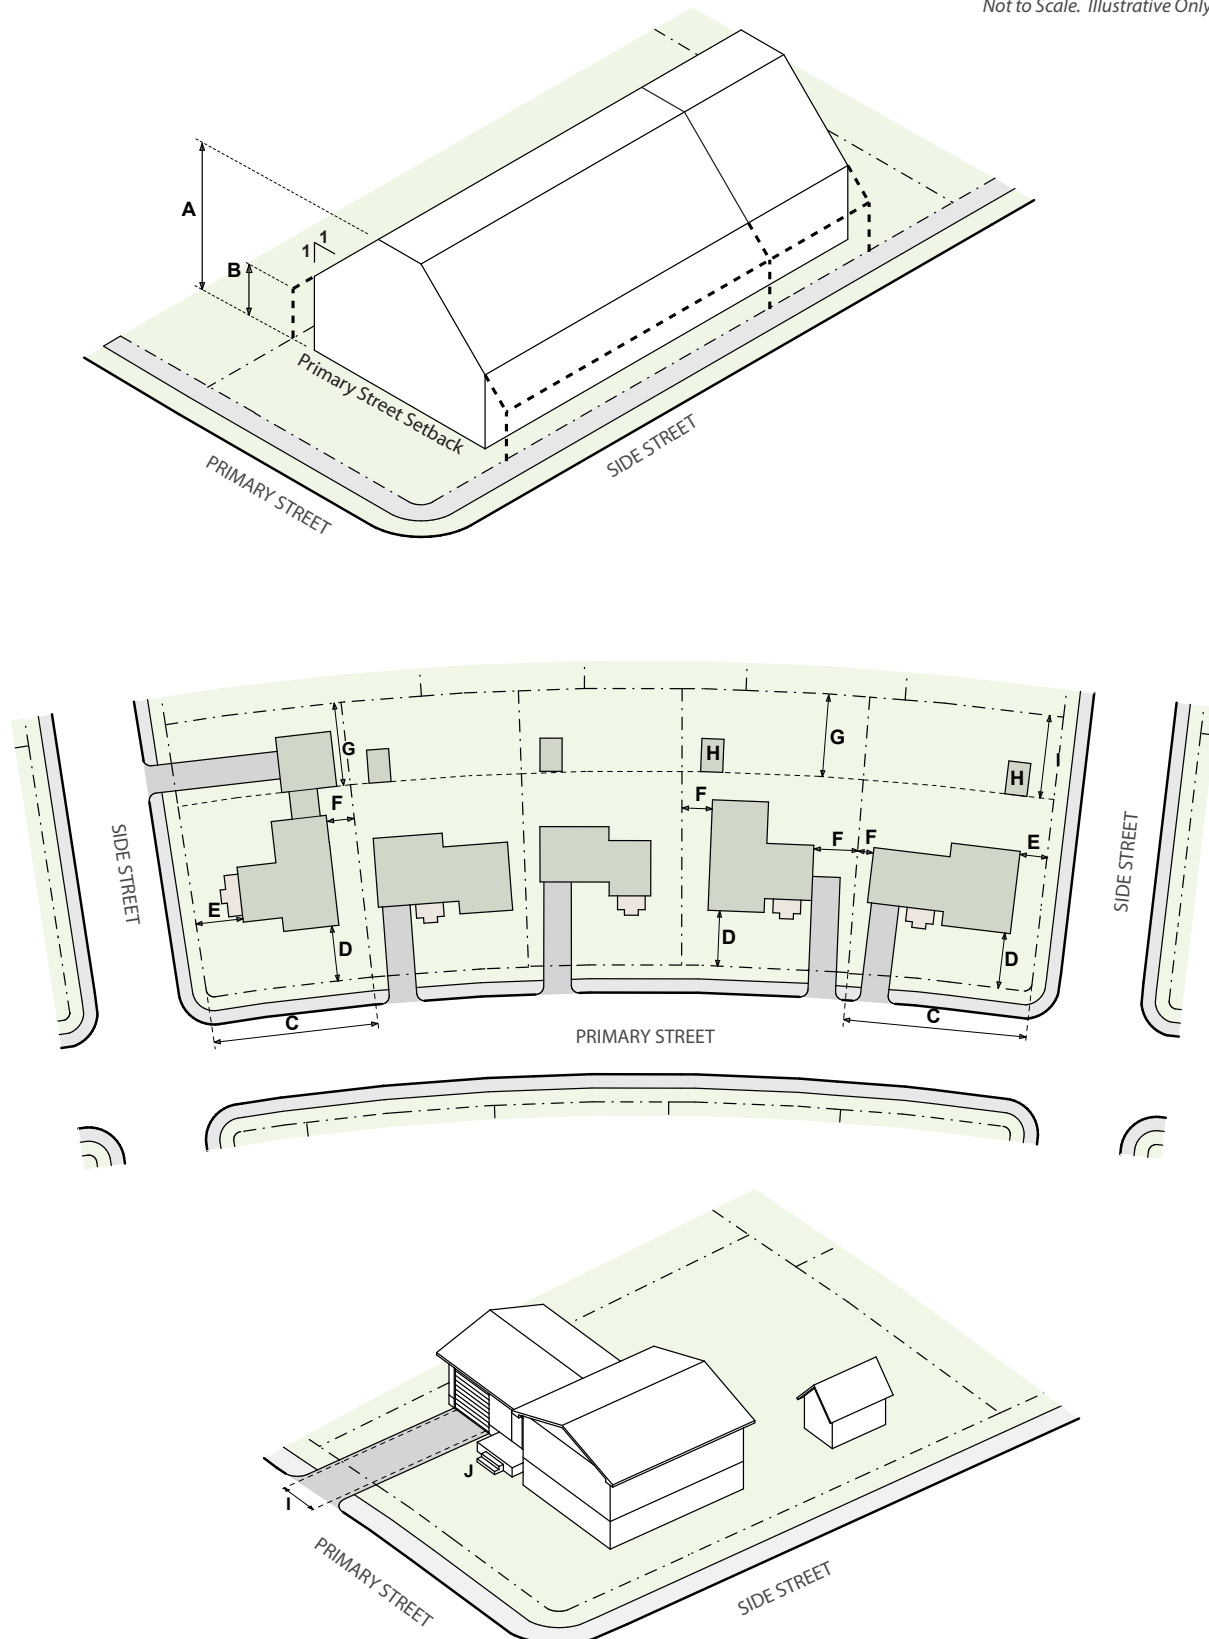 Not to Scale. Illustrative Only
A
1
1
B
Primary Street Setback
PRIMARY STREET
SIDE STREET
G
G
H
I
H
F
F
F
F
E
SIDE STREET
SIDE STREET
E
D
D
D
C
C
PRIMARY STREET
J
I
PRIMARY STREET
SIDE STREET